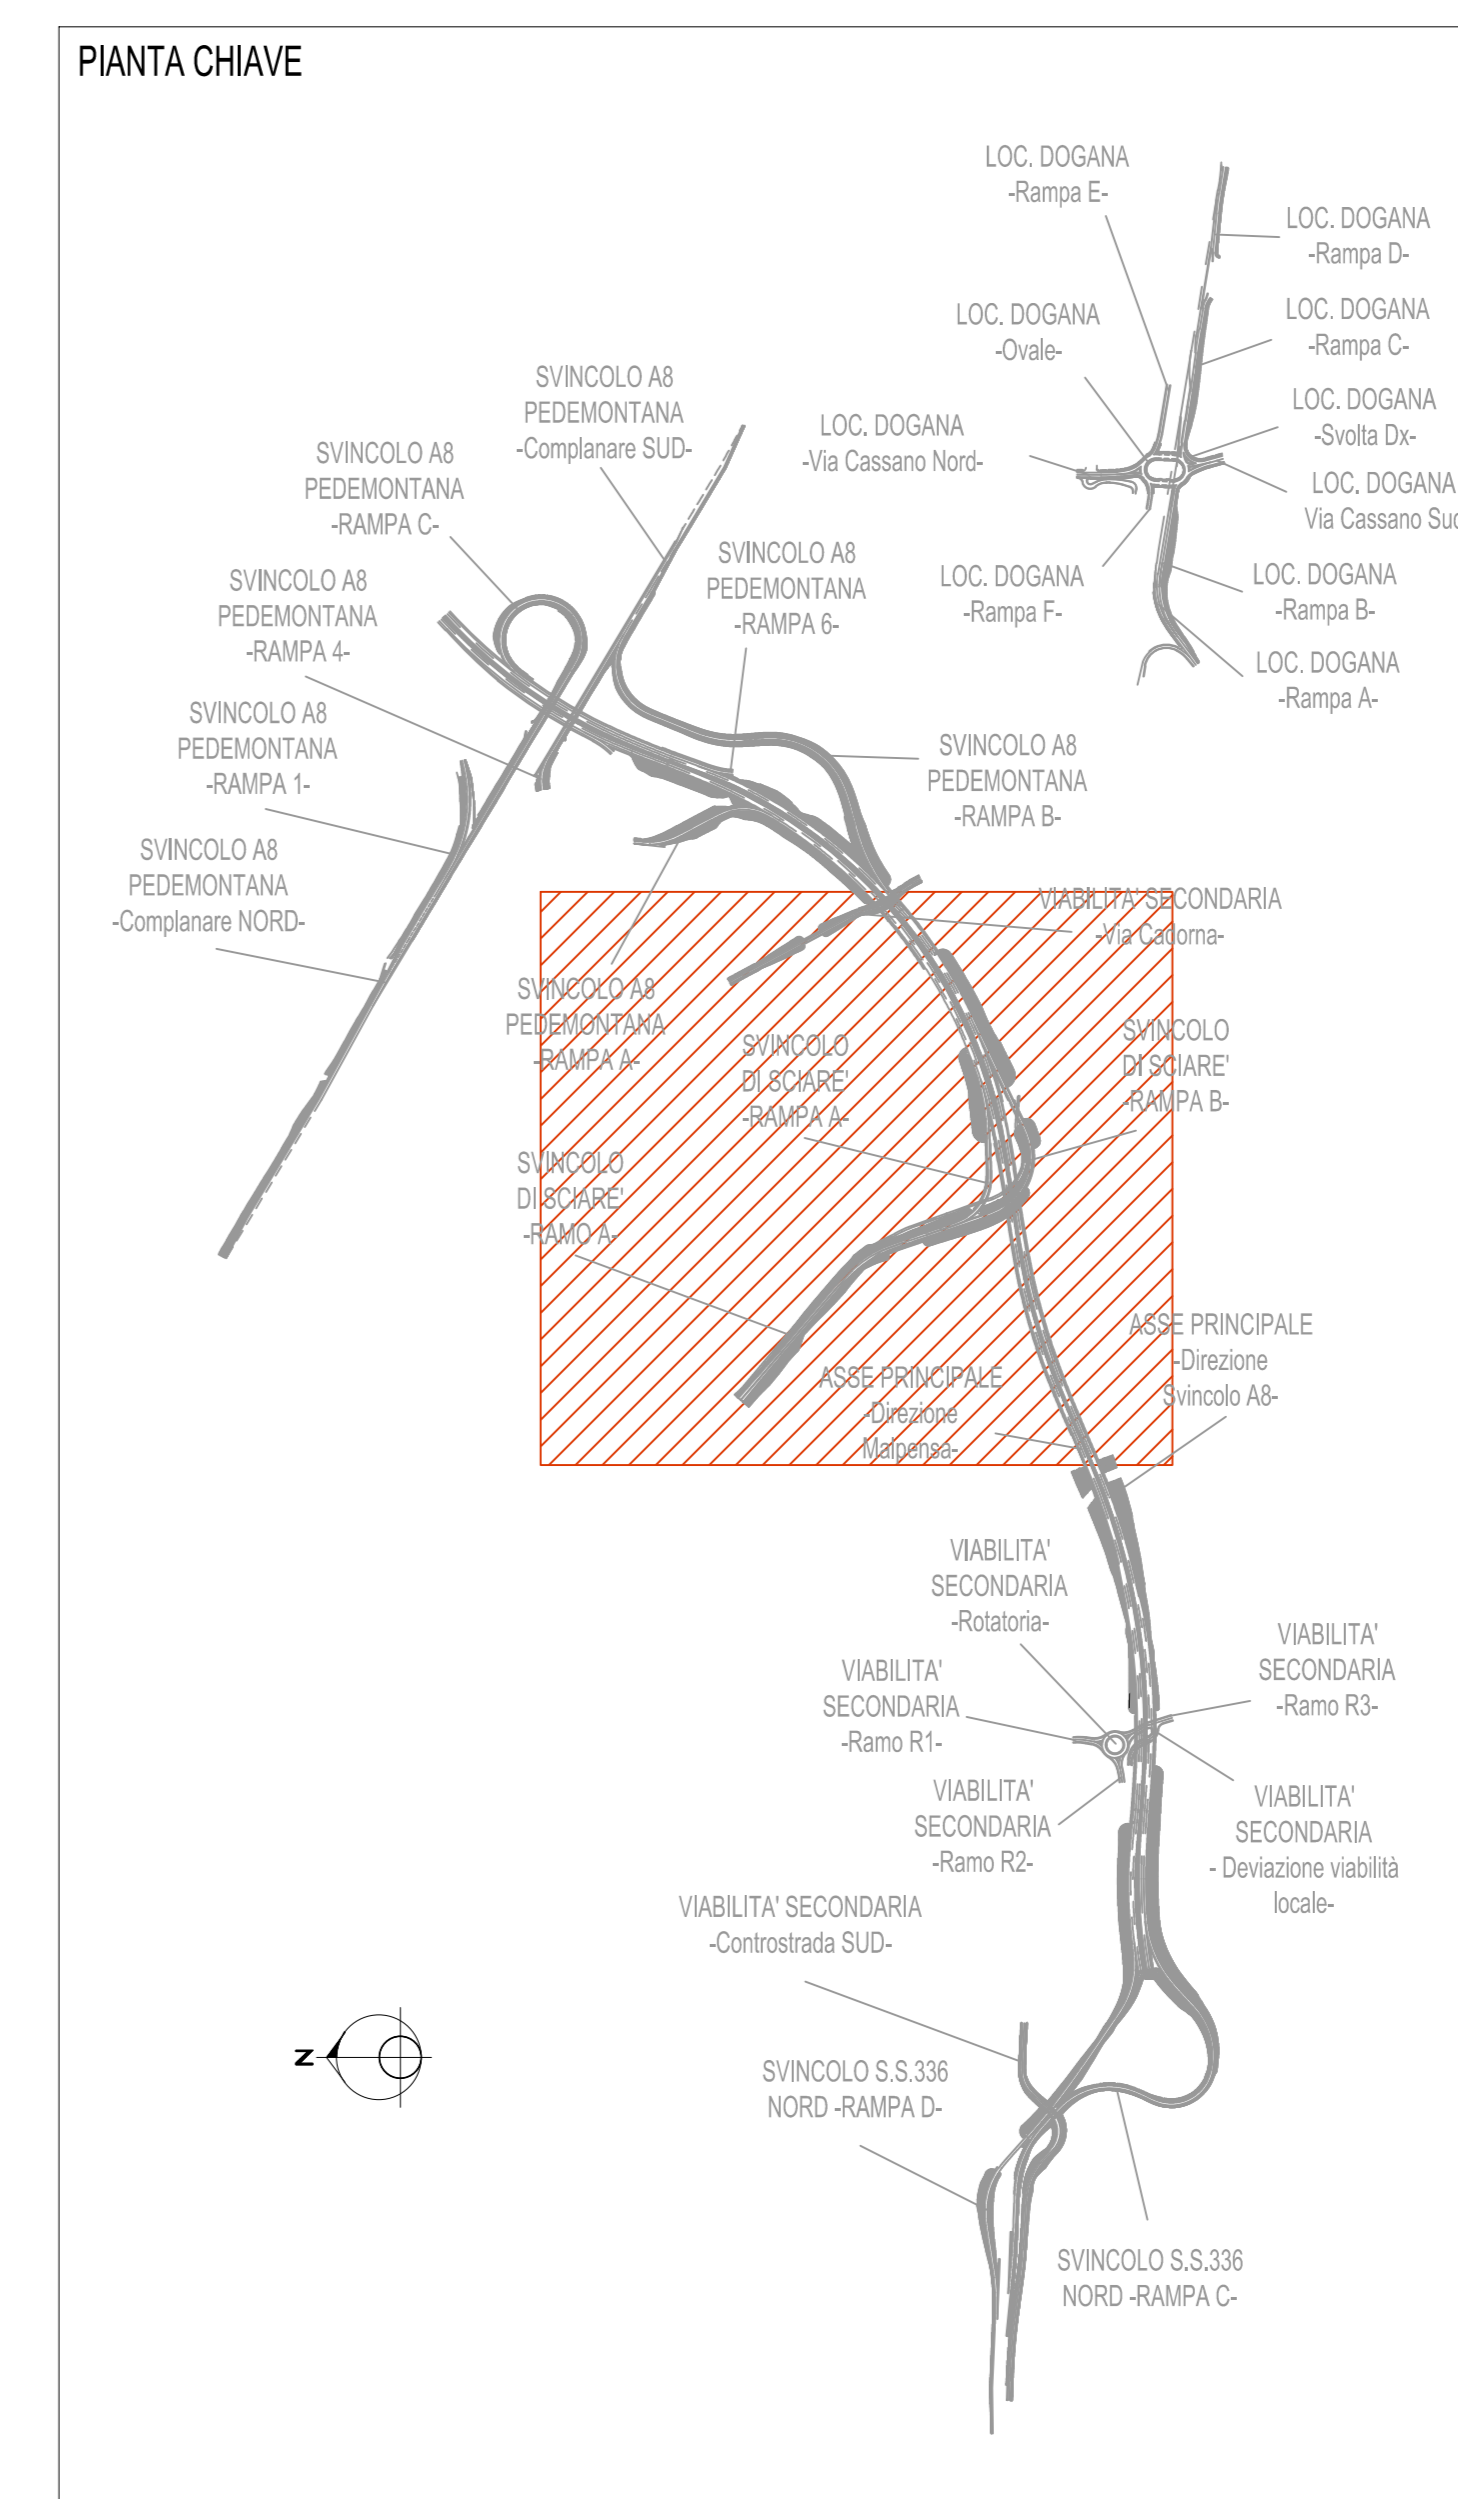 PIANTA CHIAVE
LOC. DOGANA
-Rampa E-
LOC. DOGANA
-Rampa D-
LOC. DOGANA
-Ovale-
LOC. DOGANA
-Rampa C-
SVINCOLO A8
PEDEMONTANA
-Complanare SUD-
LOC. DOGANA
-Svolta Dx-
LOC. DOGANA
-Via Cassano Nord-
SVINCOLO A8
PEDEMONTANA
-RAMPA C-
LOC. DOGANA
Via Cassano Sud
SVINCOLO A8
PEDEMONTANA
-RAMPA 6-
LOC. DOGANA
-Rampa F-
LOC. DOGANA
-Rampa B-
SVINCOLO A8
PEDEMONTANA
-RAMPA 4-
LOC. DOGANA
-Rampa A-
SVINCOLO A8
PEDEMONTANA
-RAMPA 1-
SVINCOLO A8
PEDEMONTANA
-RAMPA B-
SVINCOLO A8
PEDEMONTANA
-Complanare NORD-
VIABILITA' SECONDARIA
-Via Cadorna-
SVINCOLO A8
PEDEMONTANA
-RAMPA A-
SVINCOLO
DI SCIARE'
-RAMPA A-
SVINCOLO
DI SCIARE'
-RAMPA B-
SVINCOLO
DI SCIARE'
-RAMO A-
ASSE PRINCIPALE
-Direzione
Svincolo A8-
ASSE PRINCIPALE
-Direzione
Malpensa-
VIABILITA'
SECONDARIA
-Rotatoria-
VIABILITA'
SECONDARIA
-Ramo R3-
VIABILITA'
SECONDARIA
-Ramo R1-
VIABILITA'
SECONDARIA
-Ramo R2-
VIABILITA'
SECONDARIA
- Deviazione viabilità
locale-
VIABILITA' SECONDARIA
-Controstrada SUD-
N
SVINCOLO S.S.336
NORD -RAMPA D-
SVINCOLO S.S.336
NORD -RAMPA C-